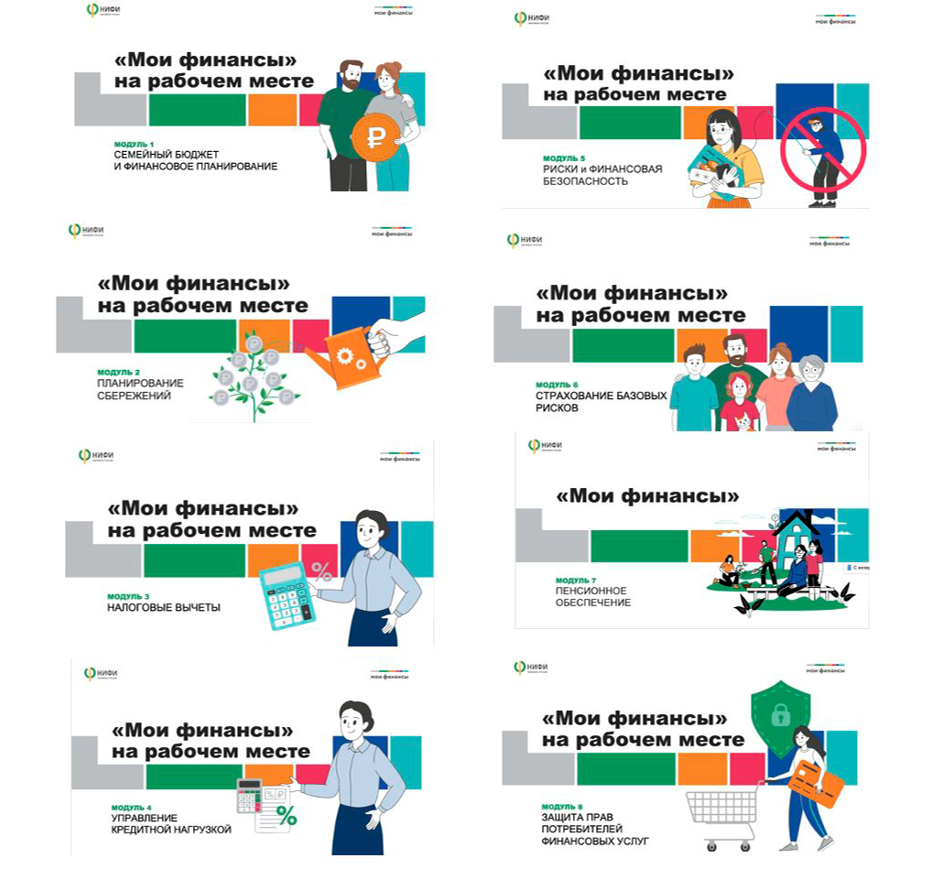 НИФИ
мои финансы
«Мои финансы»
на рабочем месте
МОДУЛЬ 1
СЕМЕЙНЫЙ БЮДЖЕТ
И ФИНАНСОВОЕ ПЛАНИРОВАНИЕ
₽
НИФИ
мои финансы
«Мои финансы»
на рабочем месте
МОДУЛЬ 2
ПЛАНИРОВАНИЕ
СБЕРЕЖЕНИЙ
НИФИ
мои финансы
«Мои финансы»
на рабочем месте
%
МОДУЛЬ 3
НАЛОГОВЫЕ ВЫЧЕТЫ
НИФИ
мои финансы
«Мои финансы»
на рабочем месте
МОДУЛЬ 4
УПРАВЛЕНИЕ
КРЕДИТНОЙ НАГРУЗКОЙ
%
НИФИ
мои финансы
«Мои финансы»
на рабочем месте
МОДУЛЬ 5
РИСКИ и ФИНАНСОВАЯ
БЕЗОПАСНОСТЬ
НИФИ
мои финансы
«Мои финансы»
на рабочем месте
МОДУЛЬ 6
СТРАХОВАНИЕ БАЗОВЫХ
РИСКОВ
НИФИ
мои финансы
«Мои финансы»
МОДУЛЬ 7
ПЕНСИОННОЕ
ОБЕСПЕЧЕНИЕ
НИФИ
мои финансы
«Мои финансы»
на рабочем месте
МОДУЛЬ 8
ЗАЩИТА ПРАВ
ПОТРЕБИТЕЛЕЙ
ФИНАНСОВЫХ УСЛУГ